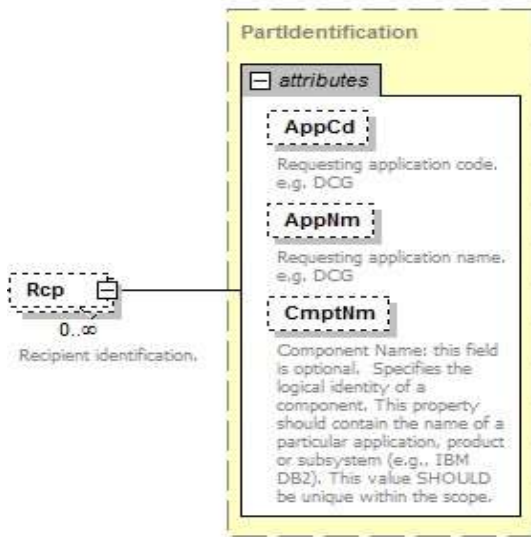 PartIdentification
attributes
AppCd
Requesting application code.
e.g. DCG
AppNm
Requesting application name.
e.g. DCG
Rcp
0..∞
Recipient identification.
CmptNm
Component Name: this field
is optional.  Specifies the
logical identity of a
component. This property
should contain the name of a
particular application, product
or subsystem (e.g., IBM
DB2). This value SHOULD
be unique within the scope.